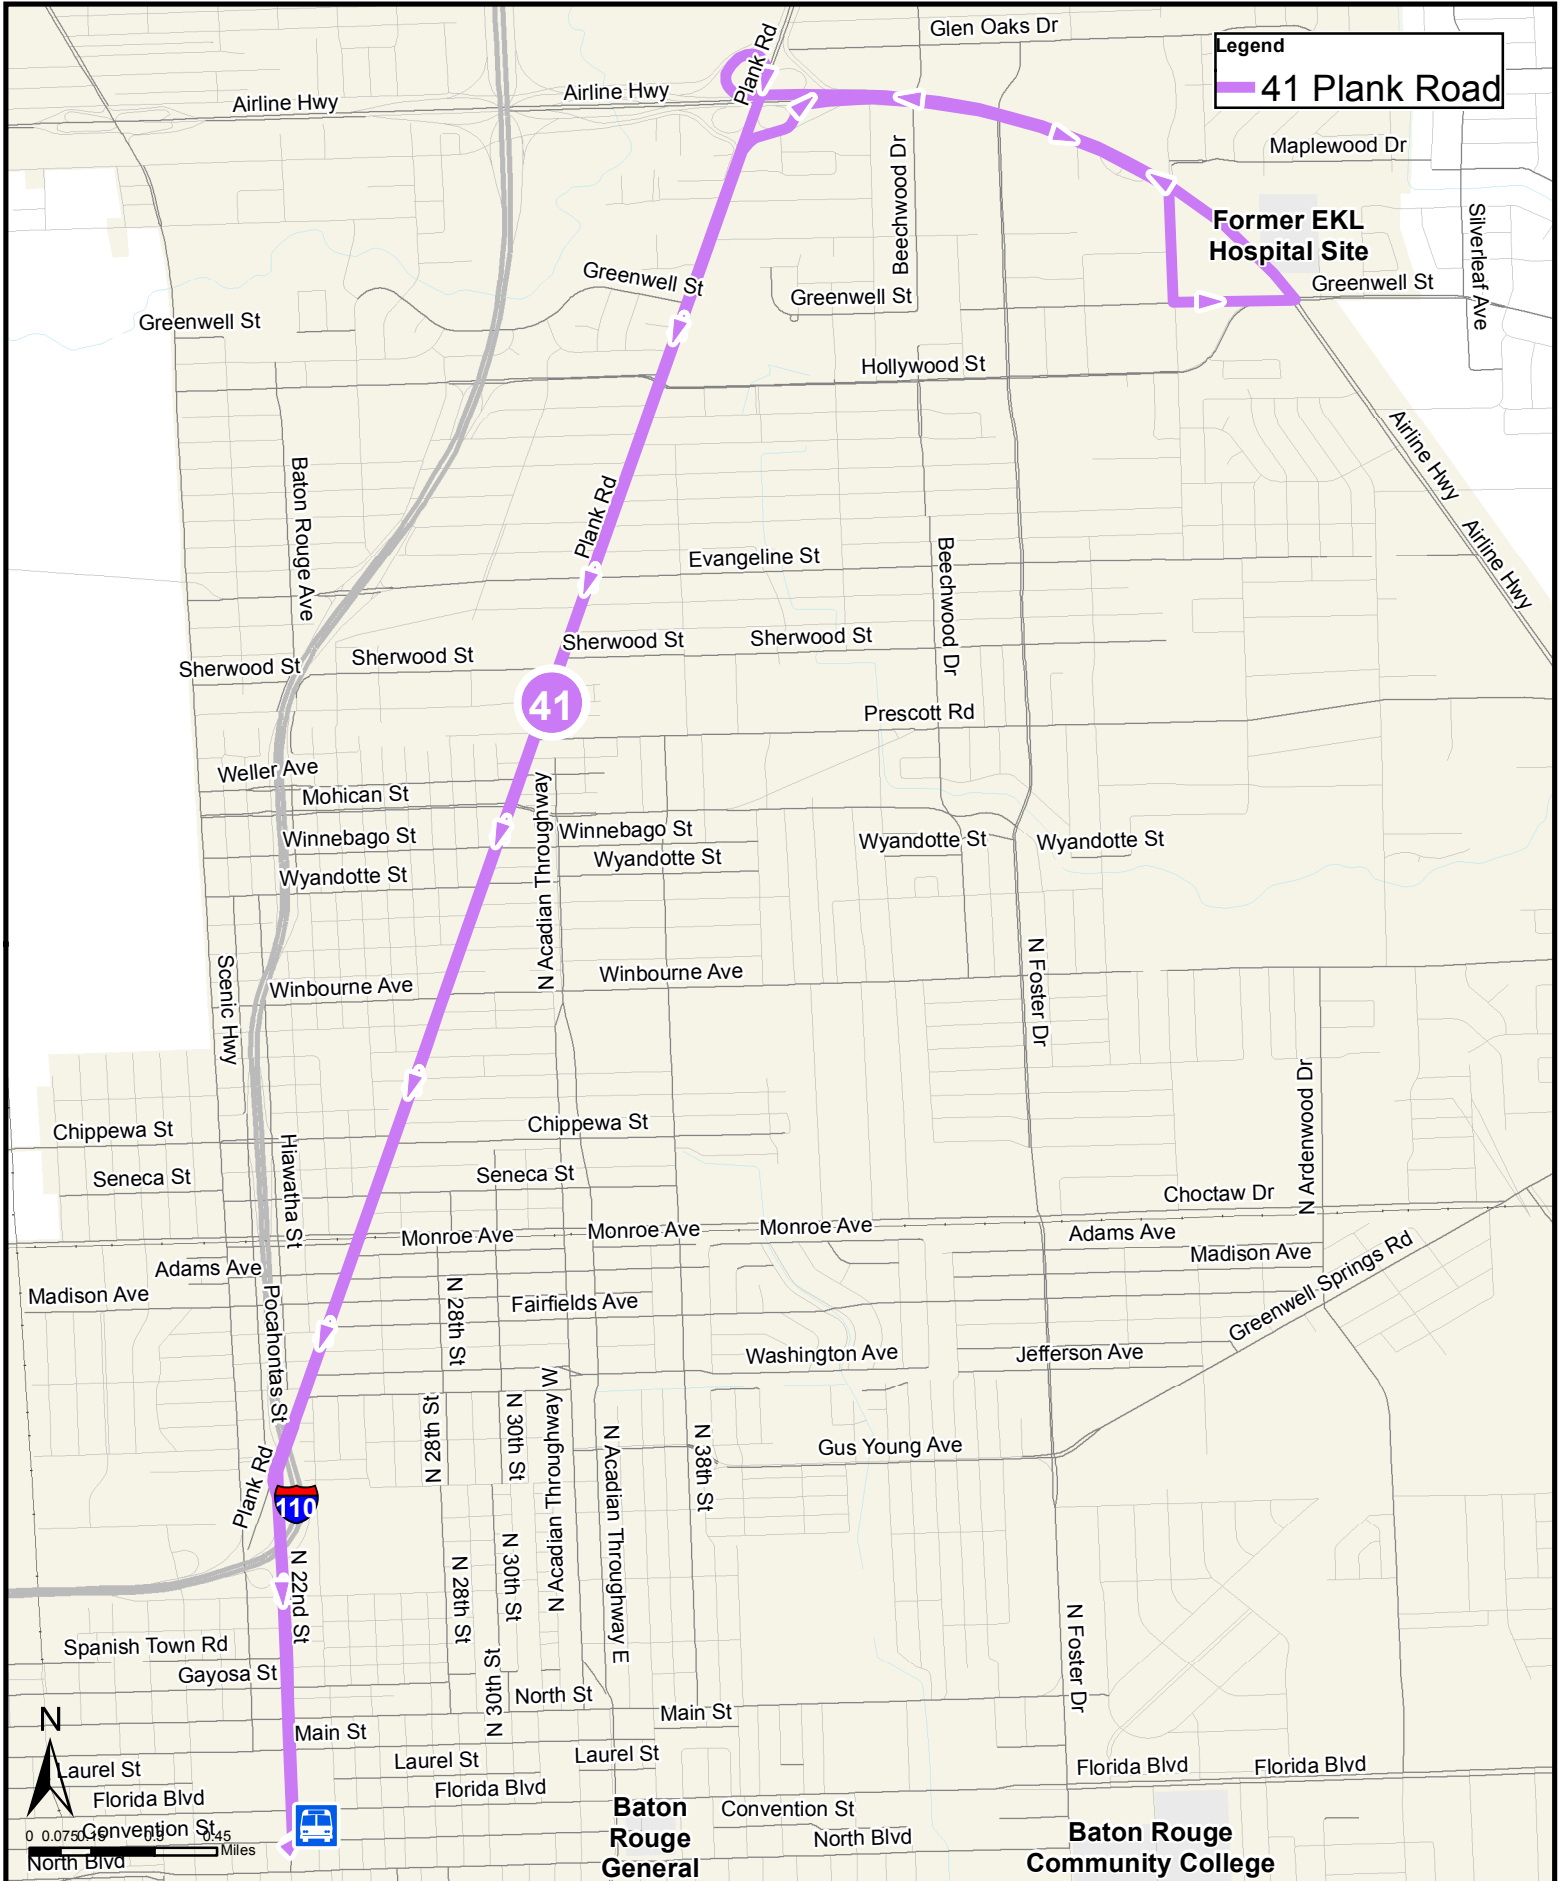 Glen Oaks Dr
Plank Rd
Legend
41 Plank Road
Airline Hwy
Airline Hwy
Beechwood Dr
Maplewood Dr
Silverleaf Ave
Former EKL
Hospital Site
Greenwell St
Greenwell St
Greenwell St
Greenwell St
Hollywood St
Airline Hwy
Airline Hwy
Baton Rouge Ave
Plank Rd
Evangeline St
Beechwood Dr
Sherwood St
Sherwood St
Sherwood St
Sherwood St
41
Prescott Rd
Weller Ave
Mohican St
N Acadian Throughway
Winnebago St
Winnebago St
Wyandotte St
Wyandotte St
Wyandotte St
Wyandotte St
Scenic Hwy
Winbourne Ave
Winbourne Ave
N Foster Dr
N Ardenwood Dr
Chippewa St
Chippewa St
Hiawatha St
Seneca St
Seneca St
Choctaw Dr
Monroe Ave
Monroe Ave
Monroe Ave
Adams Ave
Adams Ave
Madison Ave
Madison Ave
Greenwell Springs Rd
Pocahontas St
N 28th St
Fairfields Ave
Washington Ave
Jefferson Ave
N 28th St
N 30th St
N Acadian Throughway W
N Acadian Throughway E
N 38th St
Gus Young Ave
Plank Rd
110
N 22nd St
N 28th St
N 30th St
N 30th St
N Foster Dr
Spanish Town Rd
Gayosa St
North St
Main St
Main St
N
Laurel St
Laurel St
Laurel St
Florida Blvd
Florida Blvd
Florida Blvd
Florida Blvd
Convention St
Convention St
0 0.075 0.15 0.3 0.45
Miles
North Blvd
North Blvd
Baton
Rouge
General
Baton Rouge
Community College